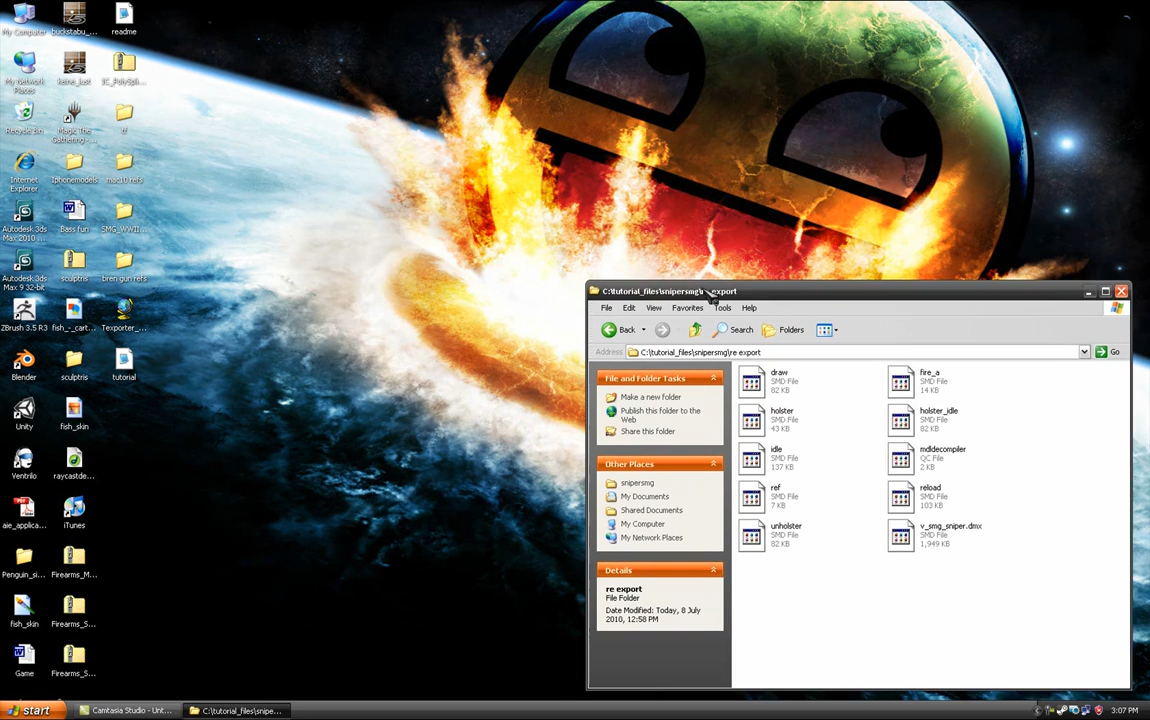 My Computer
buckstabu_...
readme
My Network
Places
heine_lust
IC_PolySpli...
Recycle Bin
Magic The
Gathering -...
tf
Internet
Explorer
Iphonemodels
mac10 refs
Autodesk 3ds
Max 2010 ...
Bass fun
SMG_WWII...
Autodesk 3ds
Max 9 32-bit
sculptris
bren gun refs
ZBrush 3.5 R3
fish_-_cart...
Texporter_...
Blender
sculptris
tutorial
Unity
fish_skin
Ventrilo
raycastde...
aie_applica...
iTunes
Penguin_si...
Firearms_M...
fish_skin
Firearms_S...
Game
Firearms_S...
C:\tutorial_files\snipersmg\re export
File Edit View Favorites Tools Help
Back Search Folders
Address C:\tutorial_files\snipersmg\re export Go
File and Folder Tasks
Make a new folder
Publish this folder to the
Web
Share this folder
Other Places
snipersmg
My Documents
Shared Documents
My Computer
My Network Places
Details
re export
File Folder
Date Modified: Today, 8 July
2010, 12:58 PM
draw
SMD File
82 KB
fire_a
SMD File
14 KB
holster
SMD File
43 KB
holster_idle
SMD File
82 KB
idle
SMD File
137 KB
mdldecompiler
QC File
2 KB
ref
SMD File
7 KB
reload
SMD File
103 KB
unholster
SMD File
82 KB
v_smg_sniper.dmx
SMD File
1,949 KB
start
Camtasia Studio - Unt...
C:\tutorial_files\snipe...
3:07 PM